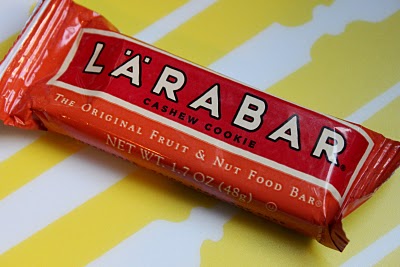 LÄRABAR®
CASHEW COOKIE
THE ORIGINAL FRUIT & NUT FOOD BAR®
NET WT. 1.7 OZ (48g)